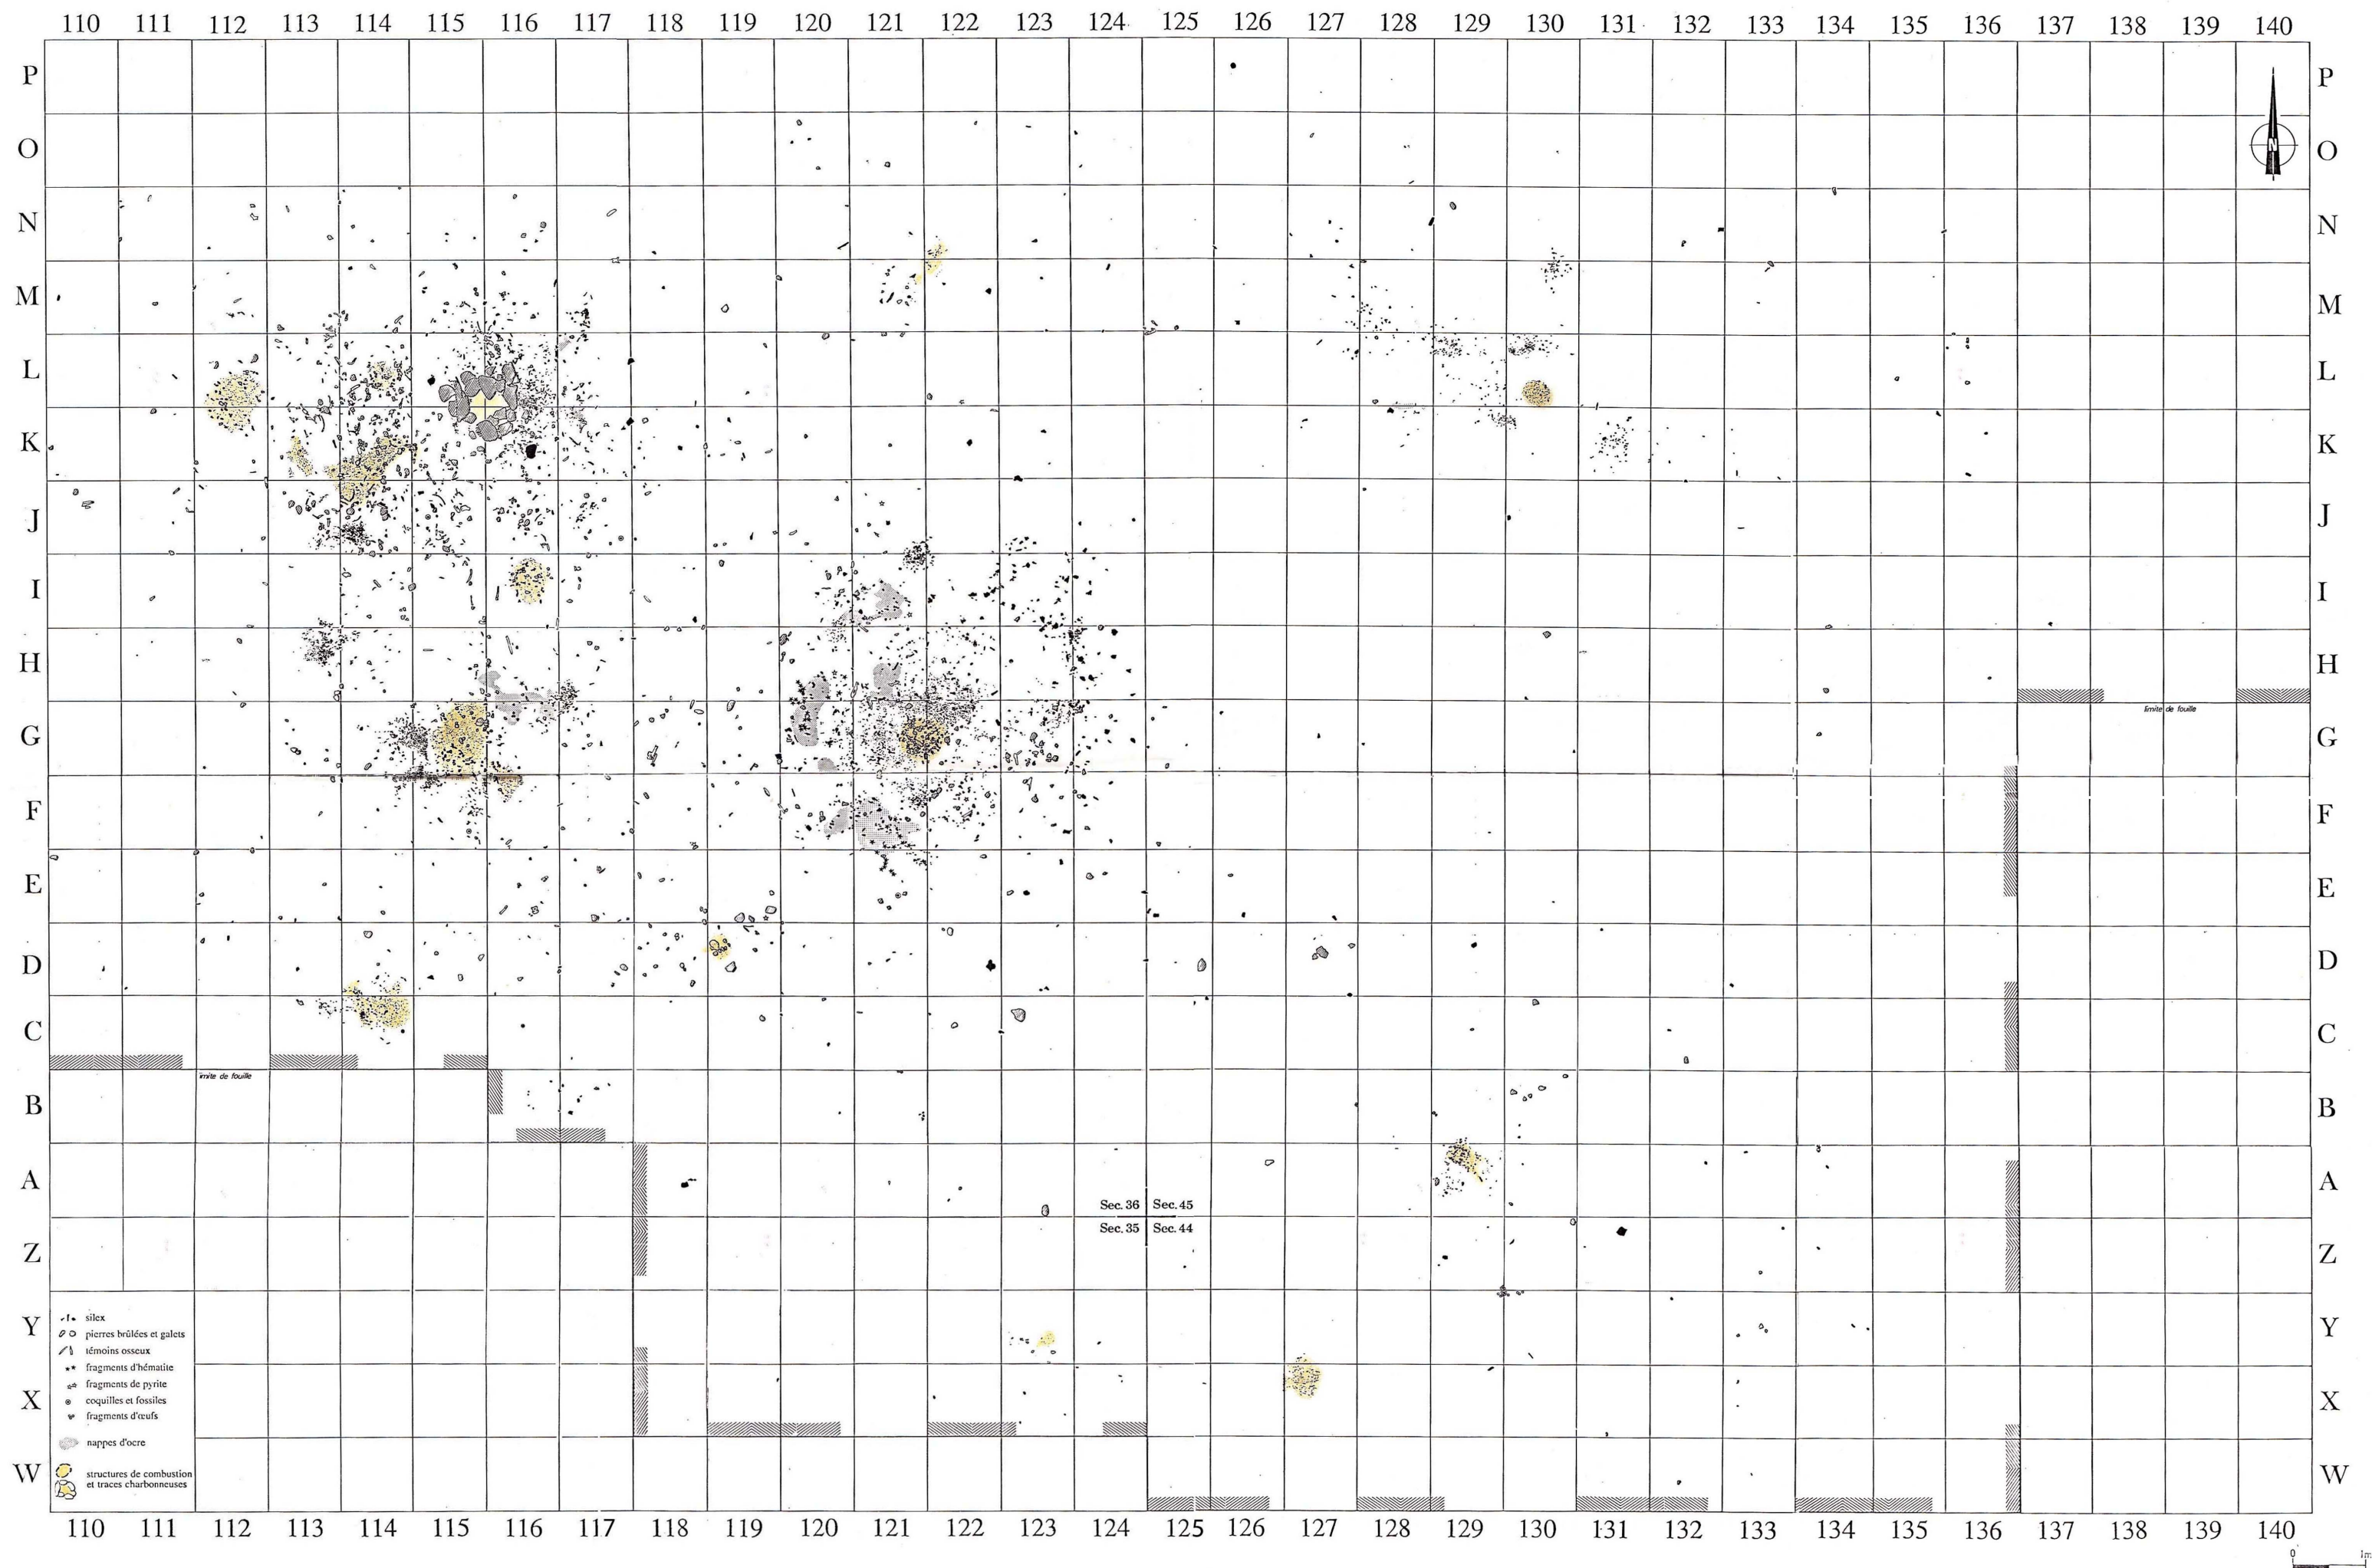 110 111 112 113 114 115 116 117 118 119 120 121 122 123 124 125 126 127 128 129 130 131 132 133 134 135 136 137 138 139 140
P P
N
O O
N N
M M
L L
K K
J J
I I
H H
limite de fouille
G G
F F
E E
D D
C C
limite de fouille
B B
A A
Sec. 36 Sec. 45
Sec. 35 Sec. 44
Z Z
silex
Y Y
pierres brûlées et galets
témoins osseux
fragments d'hématite
fragments de pyrite
X X
coquilles et fossiles
fragments d'œufs
nappes d'ocre
W W
structures de combustion
et traces charbonneuses
110 111 112 113 114 115 116 117 118 119 120 121 122 123 124 125 126 127 128 129 130 131 132 133 134 135 136 137 138 139 140
0 1m